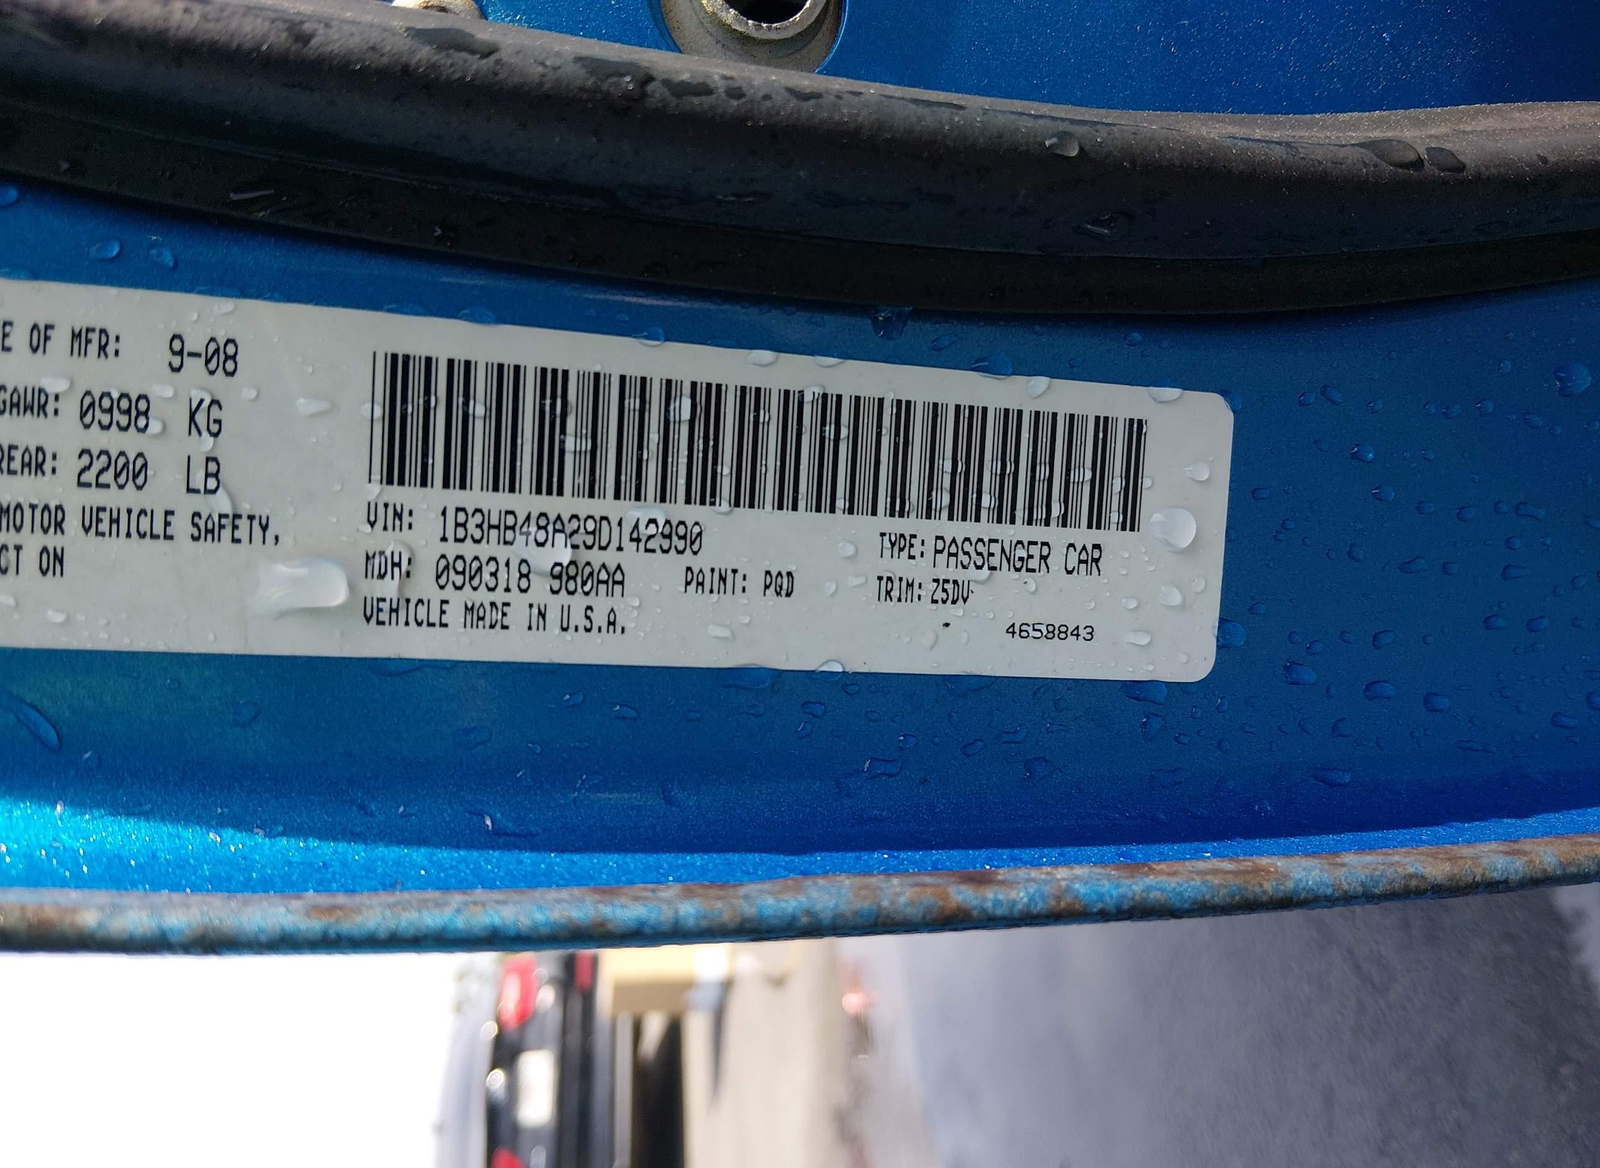 E OF MFR: 9-08
GAWR: 0998 KG
REAR: 2200 LB
MOTOR VEHICLE SAFETY,
CT ON
VIN: 1B3HB48A29D142990
TYPE: PASSENGER CAR
MDH: 090318 980AA PAINT: PQD
TRIM: Z5DV
VEHICLE MADE IN U.S.A.
4658843